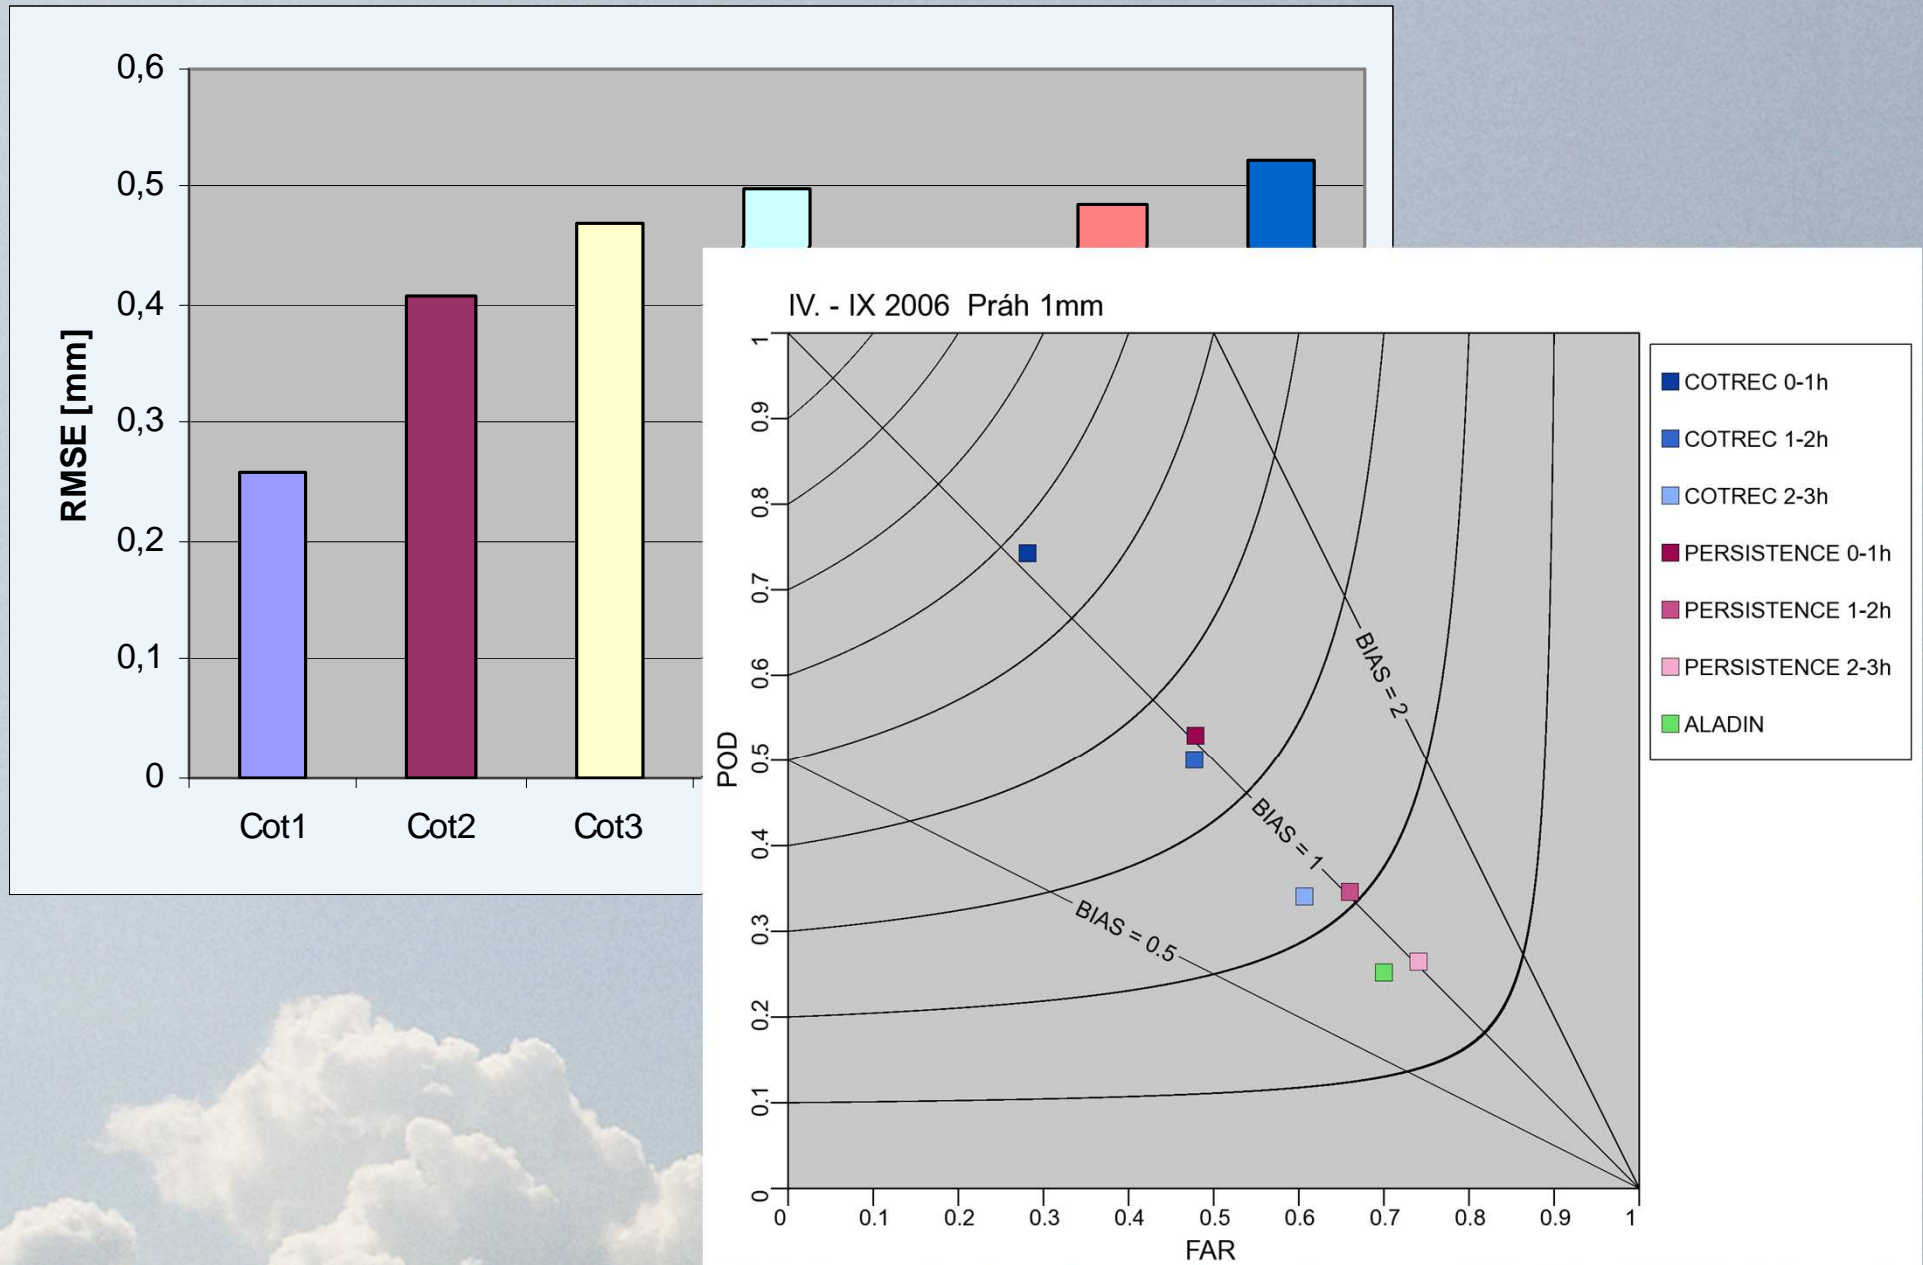 0,6
0,5
0,4
0,3
0,2
0,1
0
RMSE [mm]
Cot1 Cot2 Cot3
IV. - IX 2006 Práh 1mm
1
0.9
0.8
0.7
0.6
0.5
0.4
0.3
0.2
0.1
0
POD
BIAS = 2
BIAS = 1
BIAS = 0.5
0 0.1 0.2 0.3 0.4 0.5 0.6 0.7 0.8 0.9 1
FAR
COTREC 0-1h
COTREC 1-2h
COTREC 2-3h
PERSISTENCE 0-1h
PERSISTENCE 1-2h
PERSISTENCE 2-3h
ALADIN